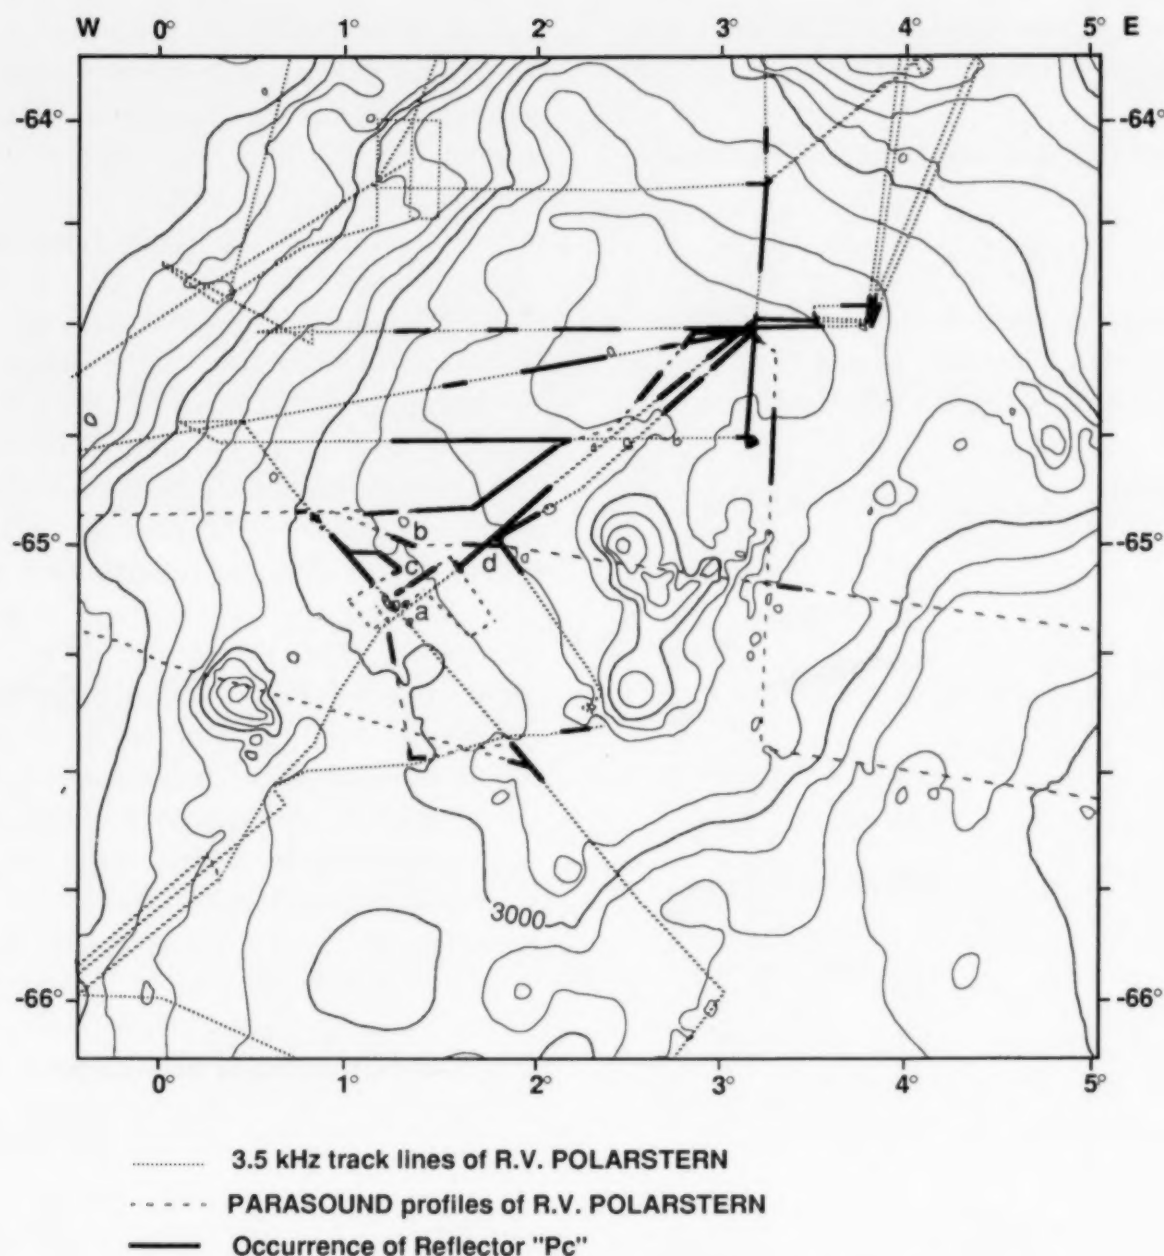 W 0° 1° 2° 3° 4° 5° E
-64° -64°
b
-65° c d -65°
a
3000
-66° -66°
0° 1° 2° 3° 4° 5°
3.5 kHz track lines of R.V. POLARSTERN
PARASOUND profiles of R.V. POLARSTERN
Occurrence of Reflector "Pc"